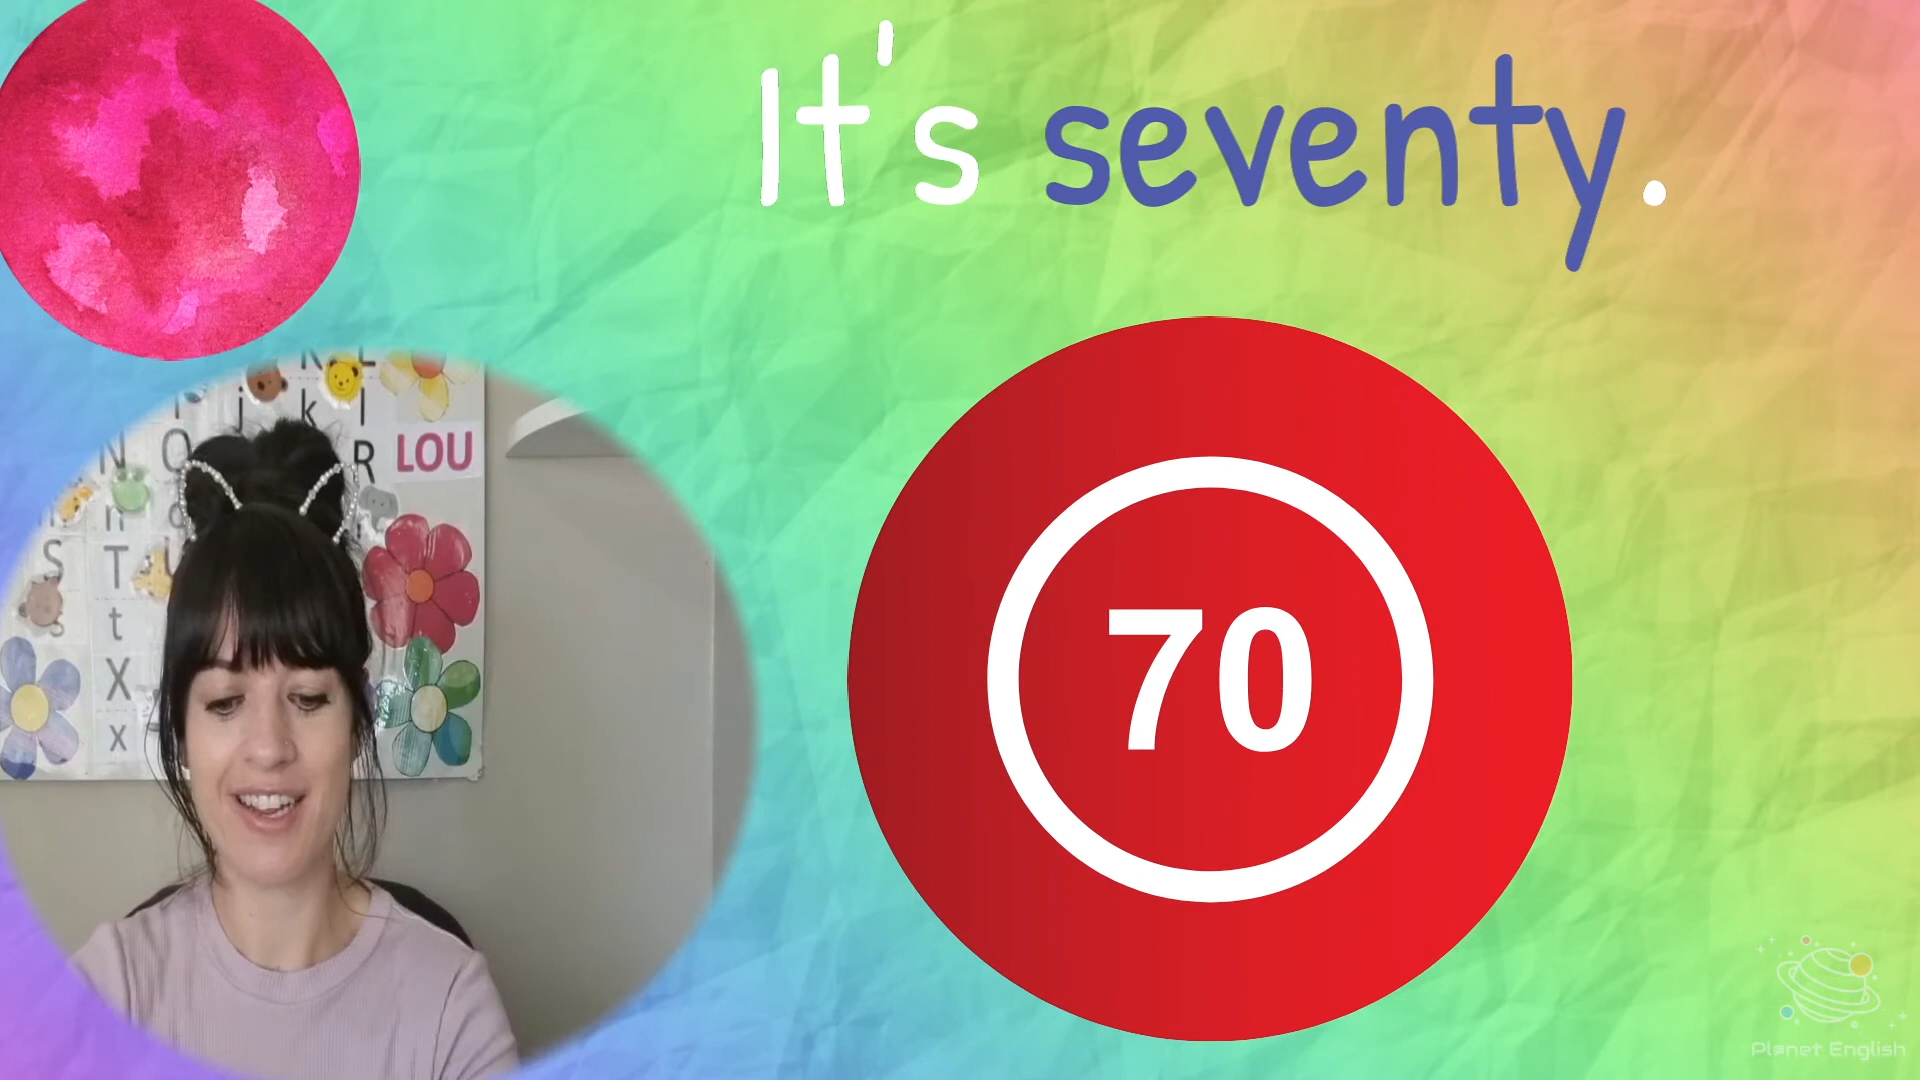 It's seventy.
K L
j k l
LOU
N O R
n
S T
s t
X
x
70
Planet English